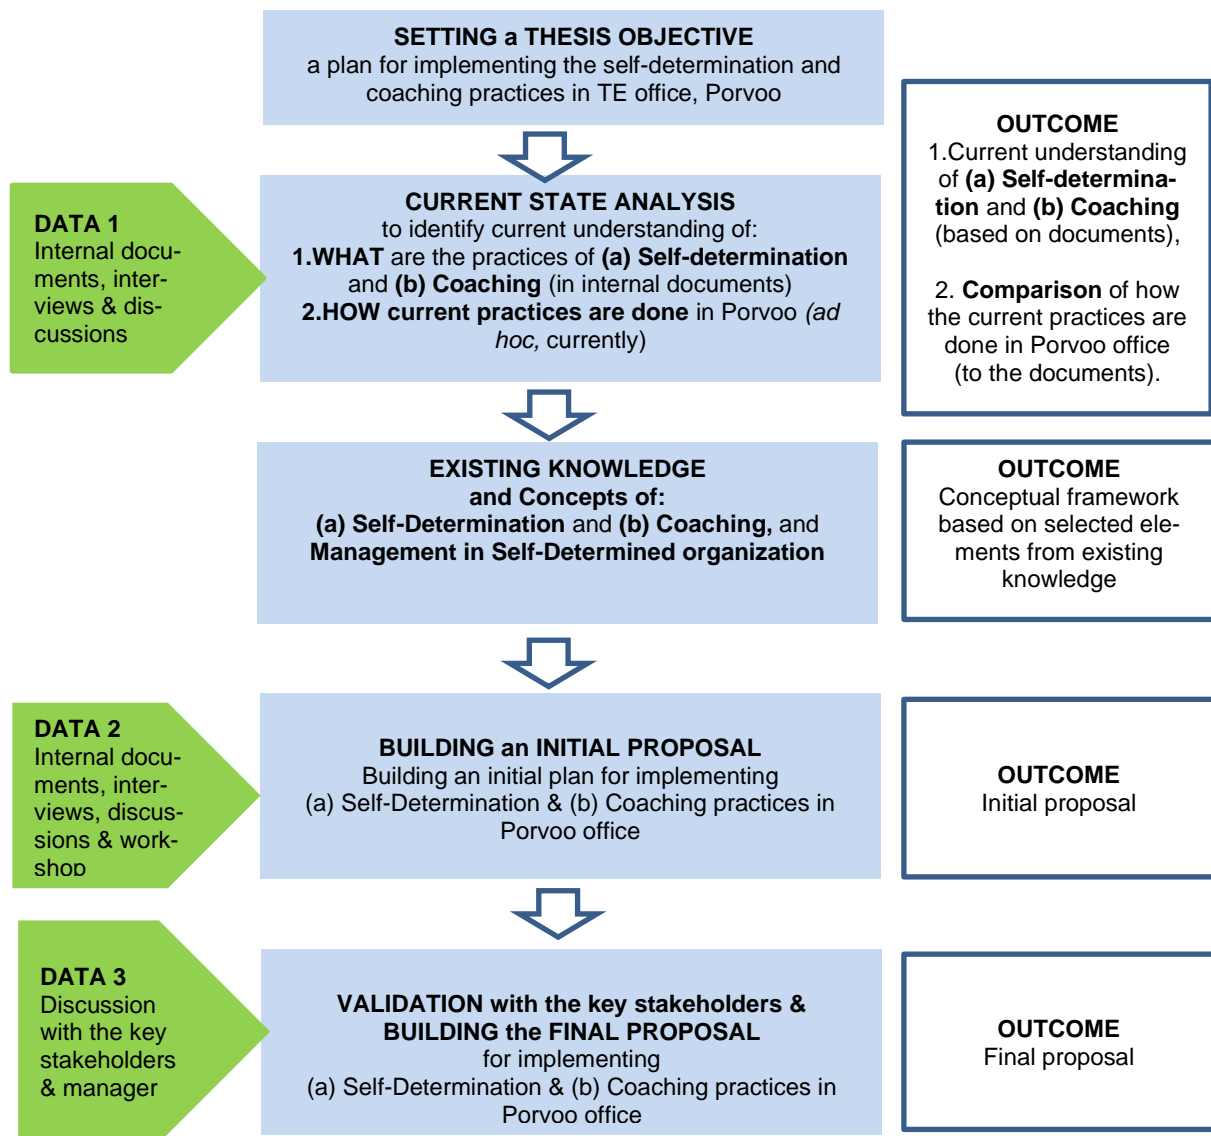 SETTING a THESIS OBJECTIVE
a plan for implementing the self-determination and
coaching practices in TE office, Porvoo
DATA 1
Internal docu-
ments, inter-
views & dis-
cussions
CURRENT STATE ANALYSIS
to identify current understanding of:
1.WHAT are the practices of (a) Self-determination
and (b) Coaching (in internal documents)
2.HOW current practices are done in Porvoo (ad
hoc, currently)
OUTCOME
1.Current understanding
of (a) Self-determina-
tion and (b) Coaching
(based on documents),
2. Comparison of how
the current practices are
done in Porvoo office
(to the documents).
EXISTING KNOWLEDGE
and Concepts of:
(a) Self-Determination and (b) Coaching, and
Management in Self-Determined organization
OUTCOME
Conceptual framework
based on selected ele-
ments from existing
knowledge
DATA 2
Internal docu-
ments, inter-
views, discus-
sions & work-
shop
BUILDING an INITIAL PROPOSAL
Building an initial plan for implementing
(a) Self-Determination & (b) Coaching practices in
Porvoo office
OUTCOME
Initial proposal
DATA 3
Discussion
with the key
stakeholders
& manager
VALIDATION with the key stakeholders &
BUILDING the FINAL PROPOSAL
for implementing
(a) Self-Determination & (b) Coaching practices in
Porvoo office
OUTCOME
Final proposal